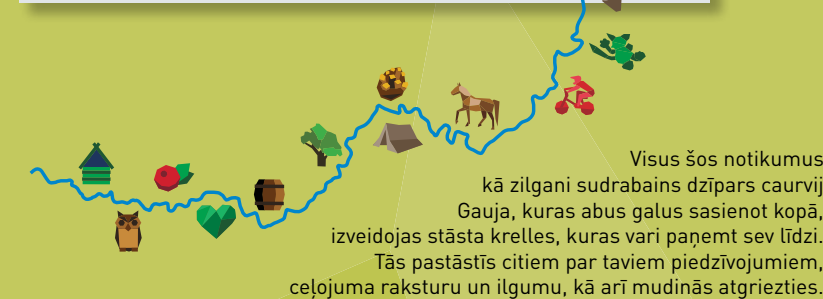 Visus šos notikumus
kā zilgani sudrabains dzīpars caurvij
Gauja, kuras abus galus sasienot kopā,
izveidojas stāsta krelles, kuras vari paņemt sev līdzi.
Tās pastāstīs citiem par taviem piedzīvojumiem,
ceļojuma raksturu un ilgumu, kā arī mudinās atgriezties.